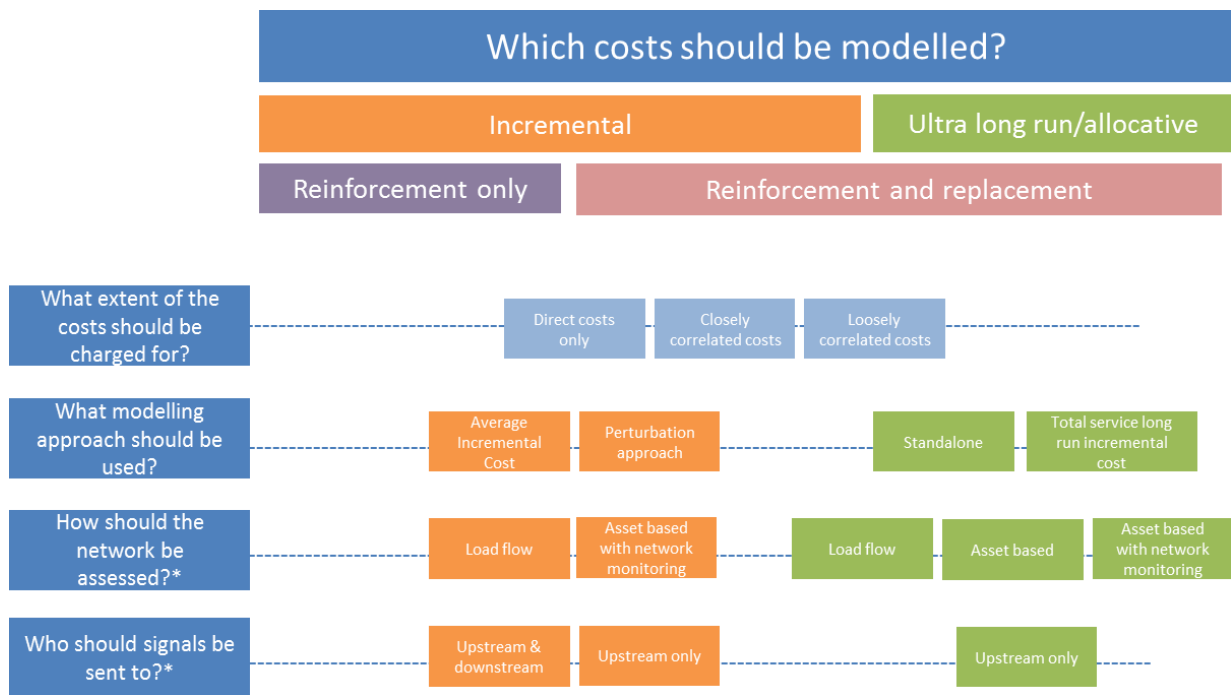 Which costs should be modelled?
Incremental
Ultra long run/allocative
Reinforcement only
Reinforcement and replacement
What extent of the
costs should be
charged for?
Direct costs
only
Closely
correlated costs
Loosely
correlated costs
What modelling
approach should be
used?
Average
Incremental
Cost
Perturbation
approach
Standalone
Total service long
run incremental
cost
How should the
network be
assessed?*
Load flow
Asset based
with network
monitoring
Load flow
Asset based
Asset based
with network
monitoring
Who should signals be
sent to?*
Upstream &
downstream
Upstream only
Upstream only